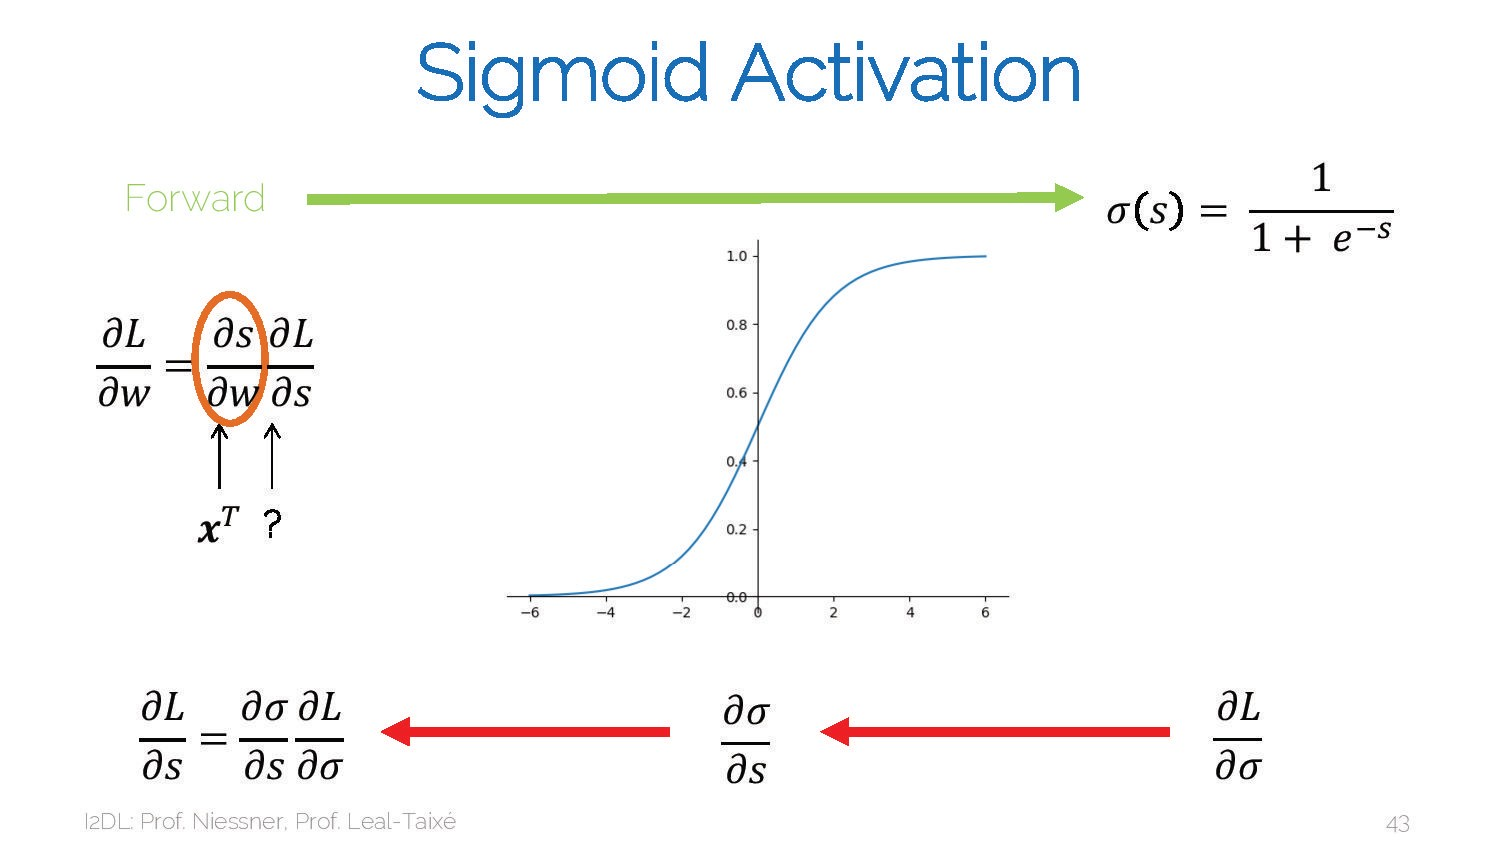 Sigmoid Activation
Forward
σ(s) = 1 / (1 + e^{−s})
∂L/∂w = ∂s/∂w ∂L/∂s
x^T ?
1.0
0.8
0.6
0.4
0.2
0.0
−6 −4 −2 0 2 4 6
∂L/∂s = ∂σ/∂s ∂L/∂σ
∂σ/∂s
∂L/∂σ
I2DL: Prof. Niessner, Prof. Leal-Taixé
43